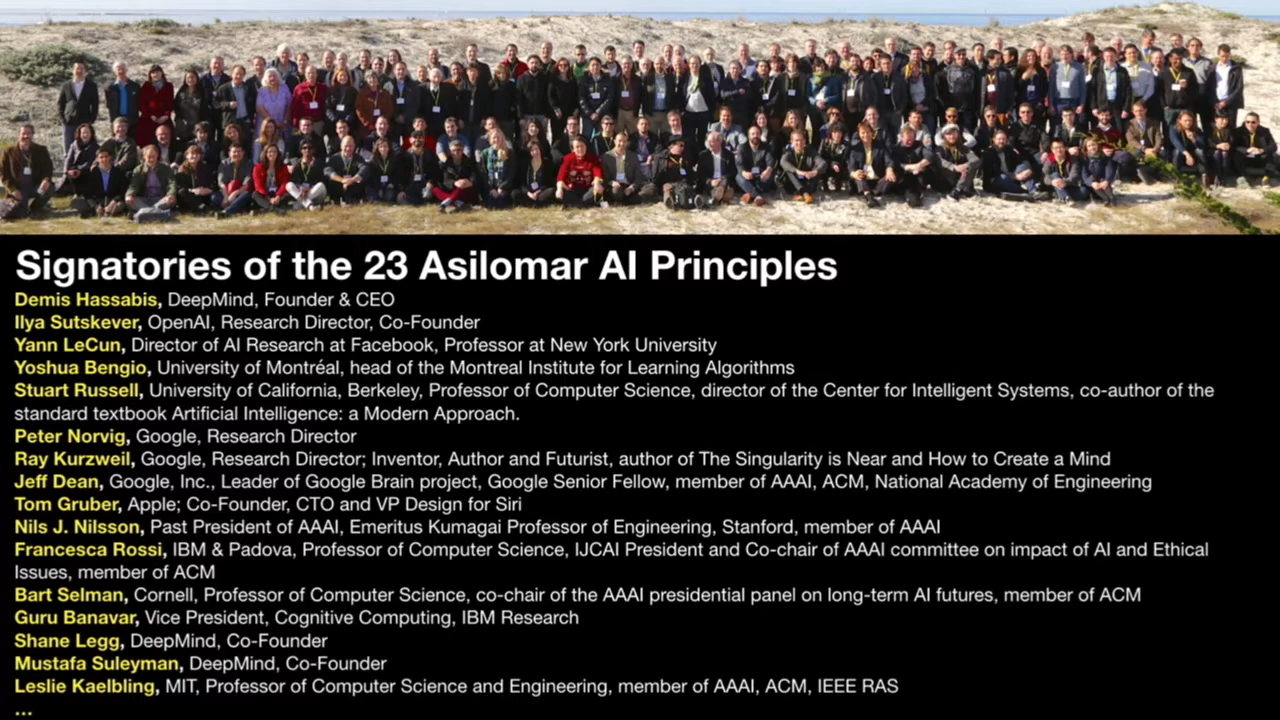 Signatories of the 23 Asilomar AI Principles
Demis Hassabis, DeepMind, Founder & CEO
Ilya Sutskever, OpenAI, Research Director, Co-Founder
Yann LeCun, Director of AI Research at Facebook, Professor at New York University
Yoshua Bengio, University of Montréal, head of the Montreal Institute for Learning Algorithms
Stuart Russell, University of California, Berkeley, Professor of Computer Science, director of the Center for Intelligent Systems, co-author of the
standard textbook Artificial Intelligence: a Modern Approach.
Peter Norvig, Google, Research Director
Ray Kurzweil, Google, Research Director; Inventor, Author and Futurist, author of The Singularity is Near and How to Create a Mind
Jeff Dean, Google, Inc., Leader of Google Brain project, Google Senior Fellow, member of AAAI, ACM, National Academy of Engineering
Tom Gruber, Apple; Co-Founder, CTO and VP Design for Siri
Nils J. Nilsson, Past President of AAAI, Emeritus Kumagai Professor of Engineering, Stanford, member of AAAI
Francesca Rossi, IBM & Padova, Professor of Computer Science, IJCAI President and Co-chair of AAAI committee on impact of AI and Ethical
Issues, member of ACM
Bart Selman, Cornell, Professor of Computer Science, co-chair of the AAAI presidential panel on long-term AI futures, member of ACM
Guru Banavar, Vice President, Cognitive Computing, IBM Research
Shane Legg, DeepMind, Co-Founder
Mustafa Suleyman, DeepMind, Co-Founder
Leslie Kaelbling, MIT, Professor of Computer Science and Engineering, member of AAAI, ACM, IEEE RAS
...